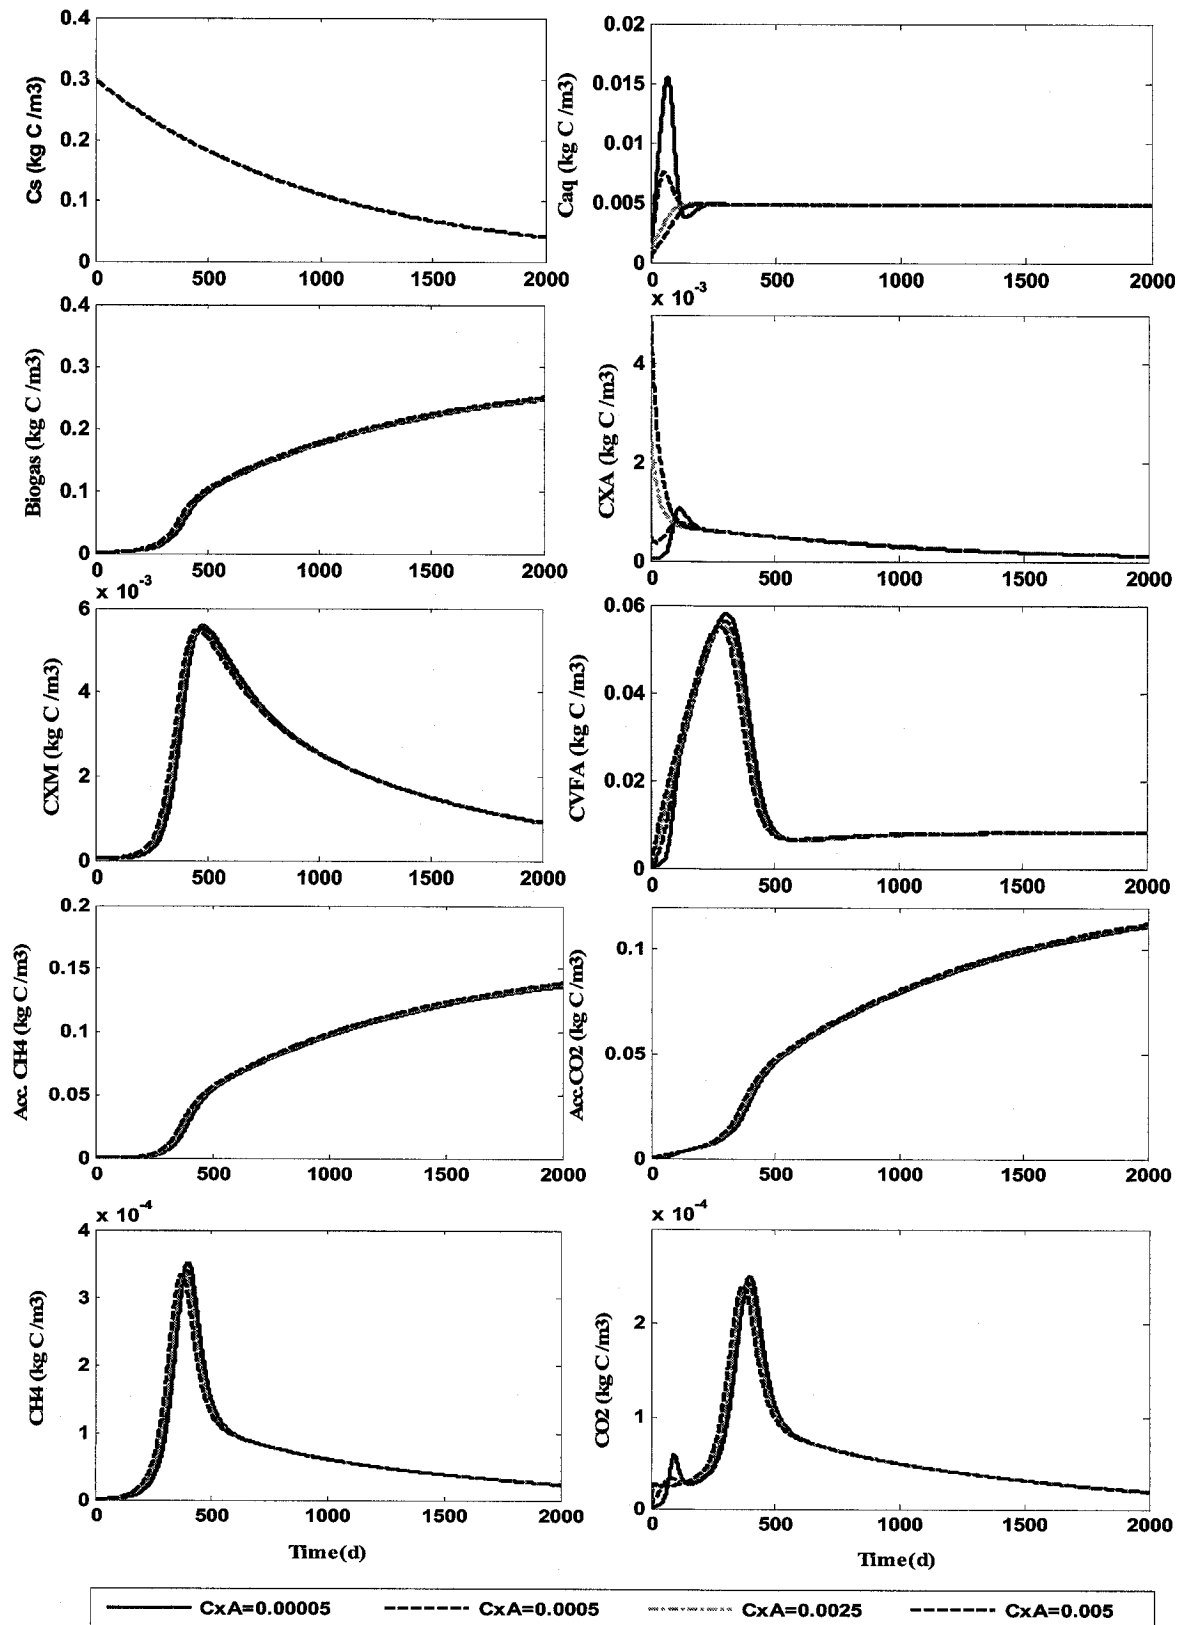 0.4
0.3
0.2
0.1
0
Cs (kg C /m3)
0 500 1000 1500 2000
0.02
0.015
0.01
0.005
0
Caq (kg C /m3)
0 500 1000 1500 2000
0.4
0.3
0.2
0.1
0
Biogas (kg C /m3)
0 500 1000 1500 2000
x 10-3
4
2
0
CXA (kg C /m3)
0 500 1000 1500 2000
x 10-3
6
4
2
0
CXM (kg C /m3)
0 500 1000 1500 2000
0.06
0.04
0.02
0
CVFA (kg C /m3)
0 500 1000 1500 2000
0.2
0.15
0.1
0.05
0
Acc. CH4 (kg C /m3)
0 500 1000 1500 2000
0.1
0.05
0
Acc.CO2 (kg C /m3)
0 500 1000 1500 2000
x 10-4
4
3
2
1
0
CH4 (kg C /m3)
0 500 1000 1500 2000
Time(d)
x 10-4
2
1
0
CO2 (kg C /m3)
0 500 1000 1500 2000
Time(d)
CxA=0.00005 CxA=0.0005 CxA=0.0025 CxA=0.005